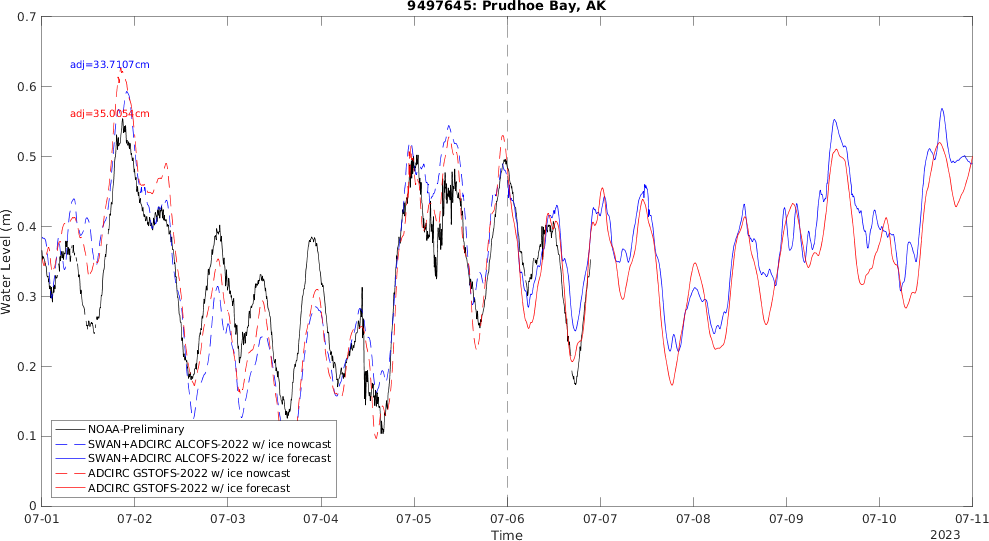 9497645: Prudhoe Bay, AK
0.7
0.6
0.5
0.4
0.3
0.2
0.1
0
Water Level (m)
adj=33.7107cm
adj=35.0054cm
NOAA-Preliminary
SWAN+ADCIRC ALCOFS-2022 w/ ice nowcast
SWAN+ADCIRC ALCOFS-2022 w/ ice forecast
ADCIRC GSTOFS-2022 w/ ice nowcast
ADCIRC GSTOFS-2022 w/ ice forecast
07-01 07-02 07-03 07-04 07-05 07-06 07-07 07-08 07-09 07-10 07-11
Time
2023